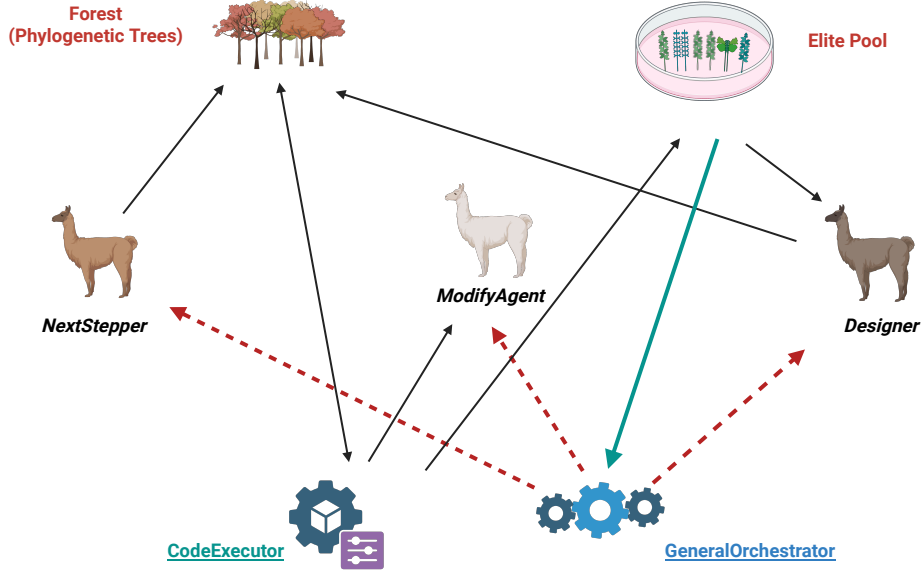 Forest
(Phylogenetic Trees)
Elite Pool
ModifyAgent
NextStepper
Designer
CodeExecutor
GeneralOrchestrator